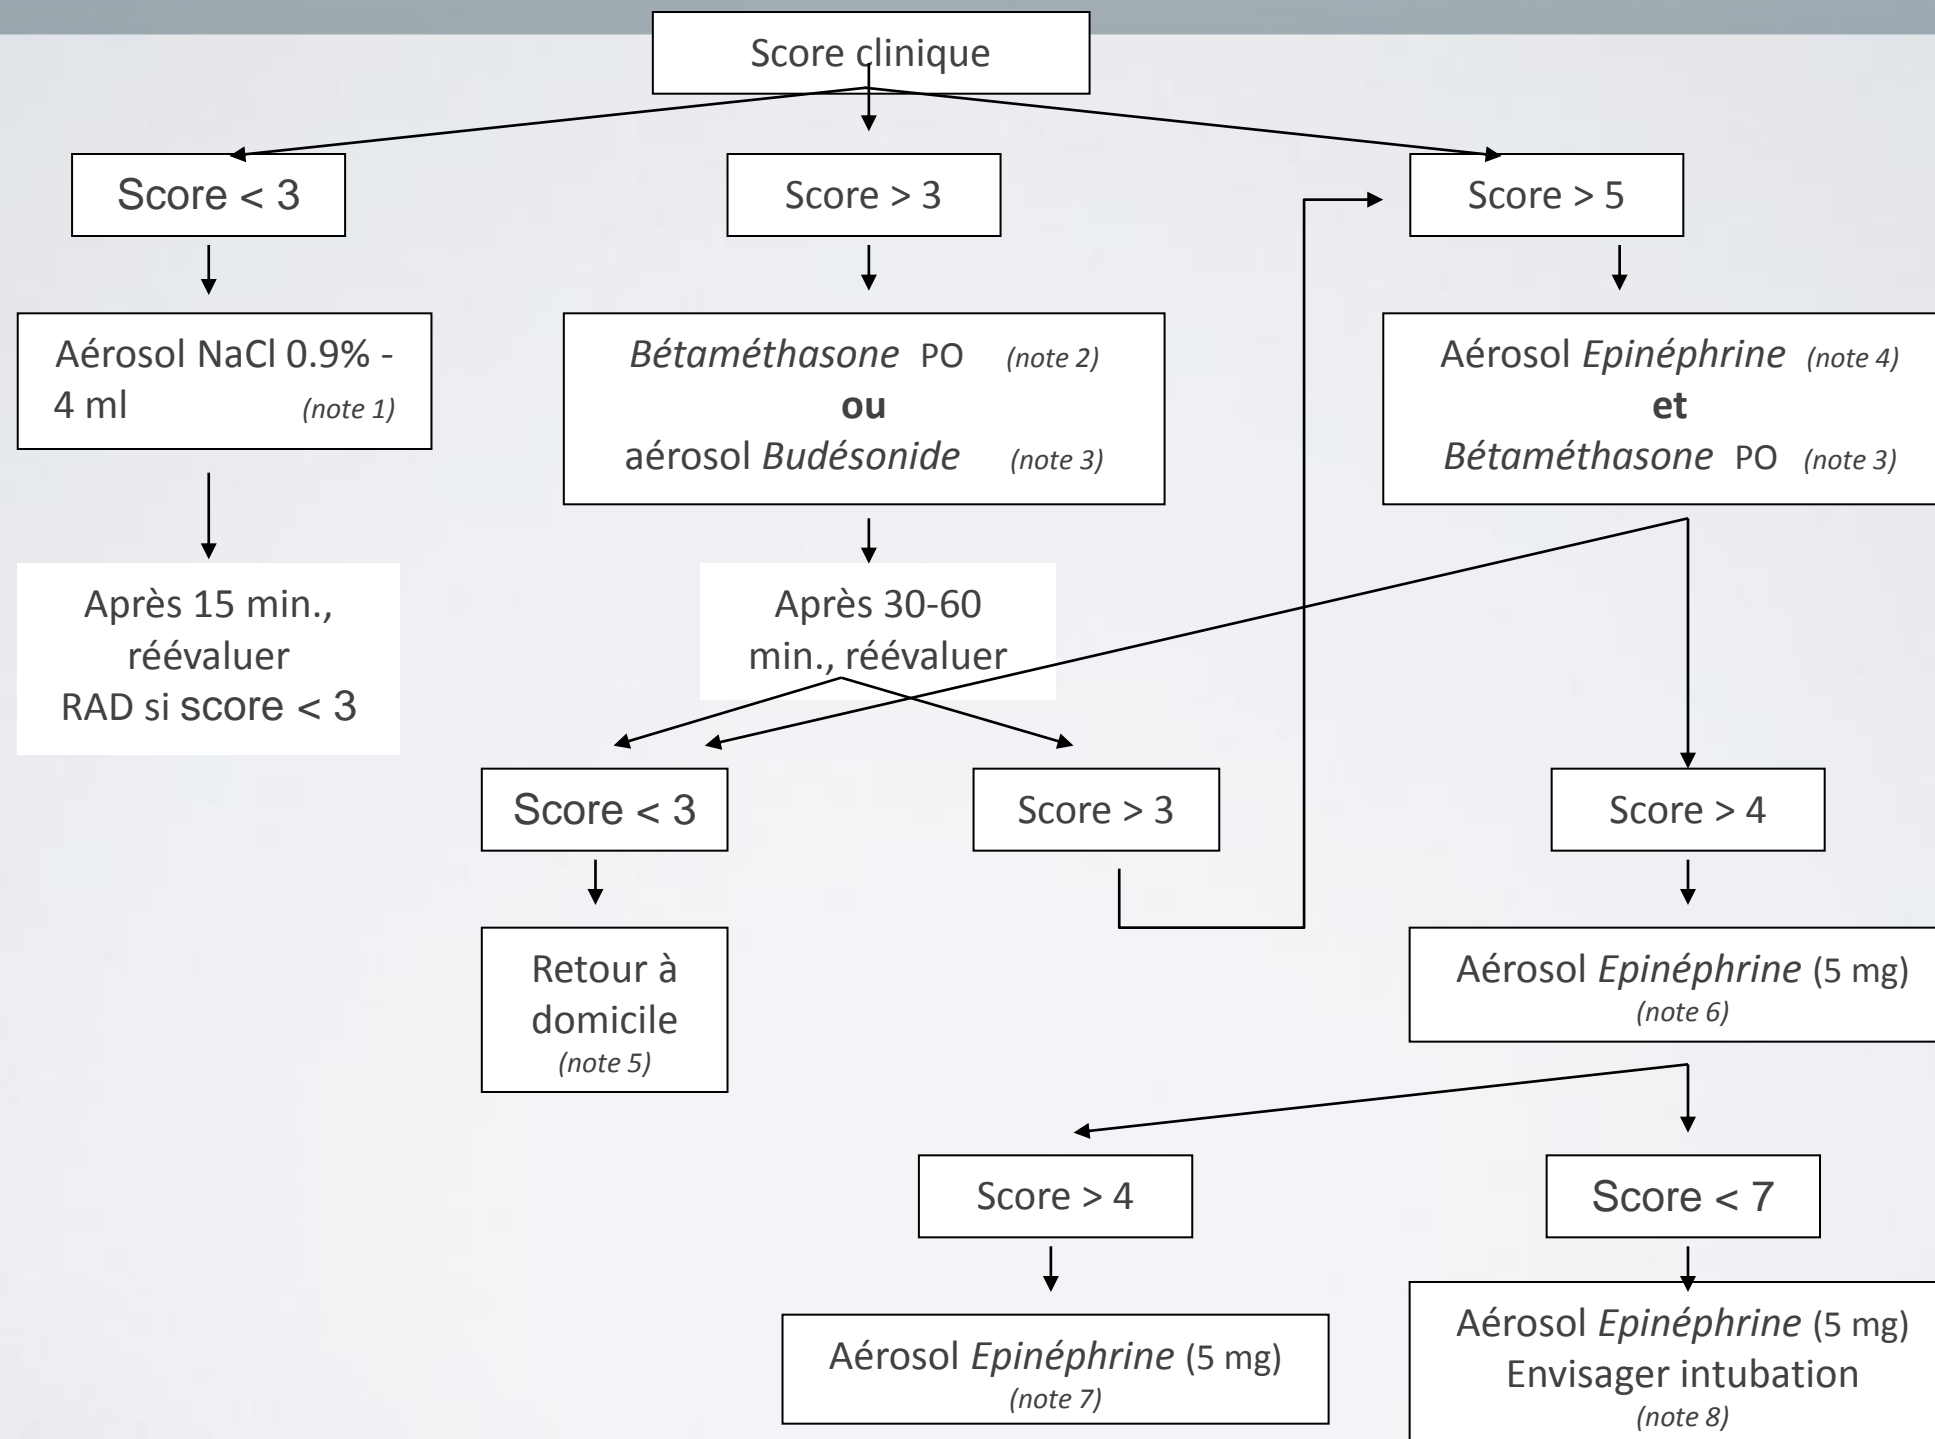 Score clinique
Score < 3
Score > 3
Score > 5
Aérosol NaCl 0.9% -
4 ml (note 1)
Bétaméthasone PO (note 2)
ou
aérosol Budésonide (note 3)
Aérosol Epinéphrine (note 4)
et
Bétaméthasone PO (note 3)
Après 15 min.,
réévaluer
RAD si score < 3
Après 30-60
min., réévaluer
Score < 3
Score > 3
Score > 4
Retour à
domicile
(note 5)
Aérosol Epinéphrine (5 mg)
(note 6)
Score > 4
Score < 7
Aérosol Epinéphrine (5 mg)
(note 7)
Aérosol Epinéphrine (5 mg)
Envisager intubation
(note 8)